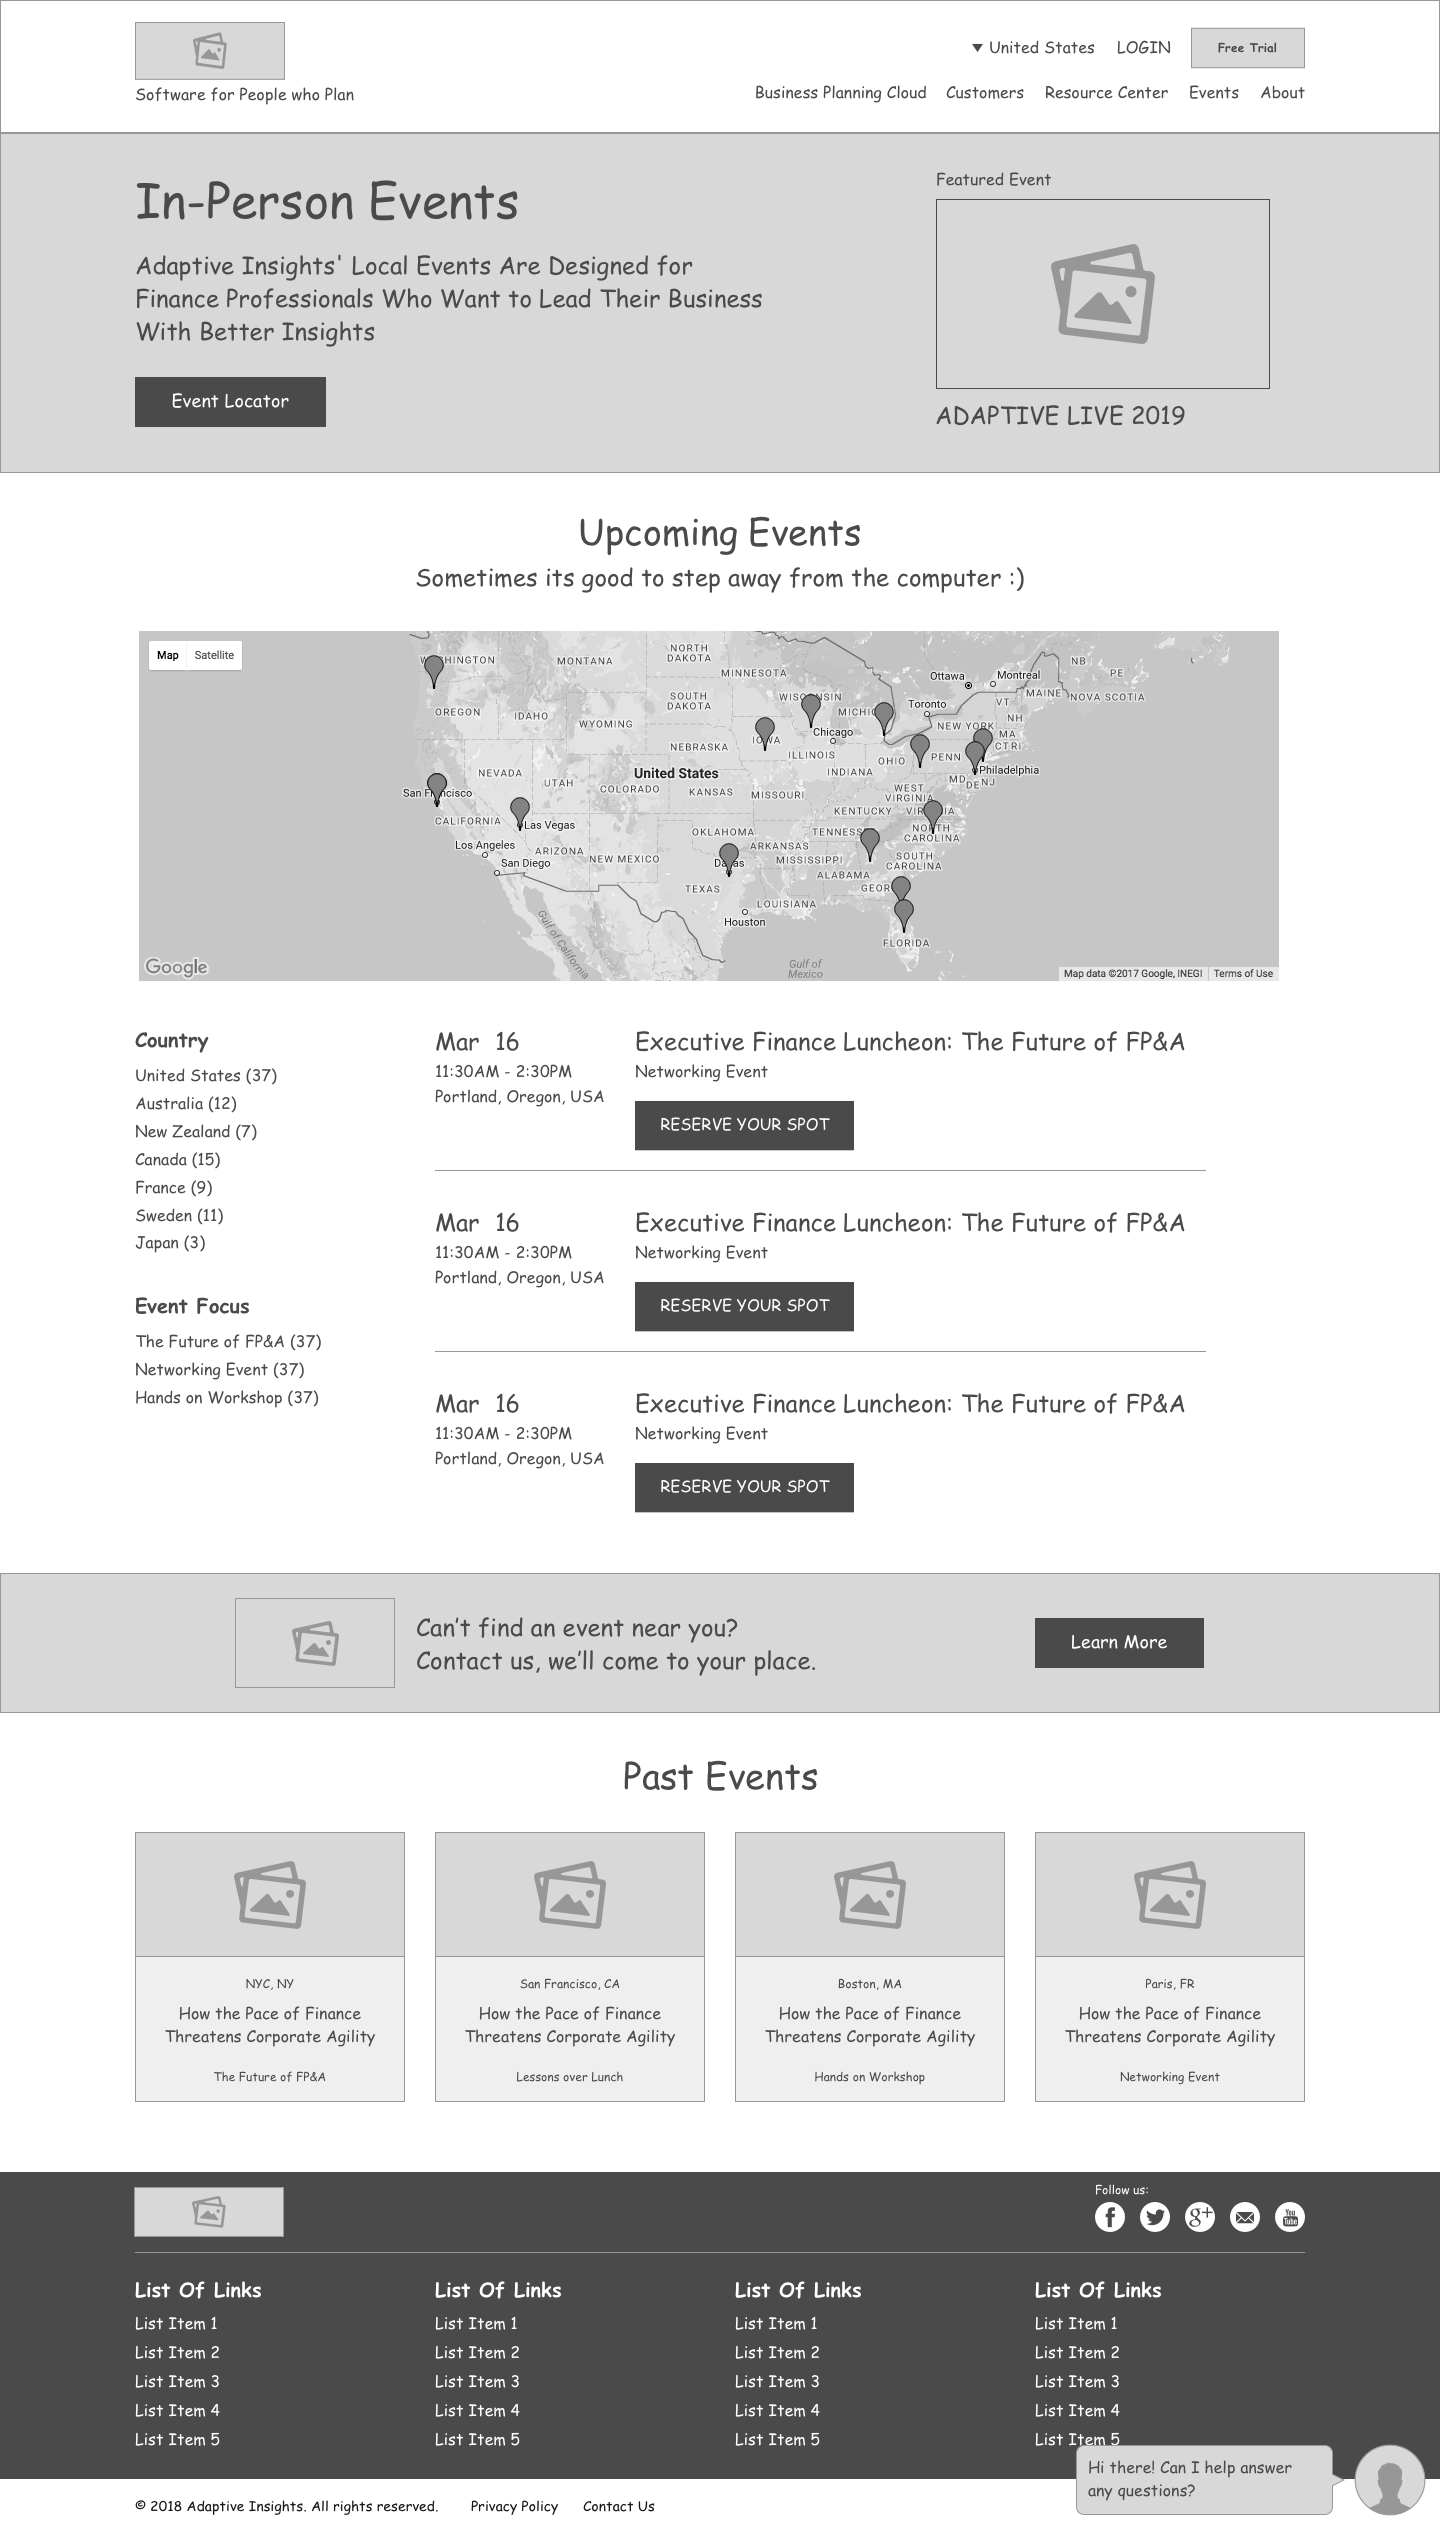 Software for People who Plan
United States
LOGIN
Free Trial
Business Planning Cloud
Customers
Resource Center
Events
About
In-Person Events
Adaptive Insights' Local Events Are Designed for
Finance Professionals Who Want to Lead Their Business
With Better Insights
Event Locator
Featured Event
ADAPTIVE LIVE 2019
Upcoming Events
Sometimes its good to step away from the computer :)
Map
Satellite
MONTANA
NORTH
DAKOTA
MINNESOTA
Ottawa
Montreal
NB
PE
MAINE
NOVA SCOTIA
OREGON
IDAHO
WYOMING
SOUTH
DAKOTA
Toronto
VT
NH
NEW YORK
MA
CT RI
Chicago
NEBRASKA
ILLINOIS
OHIO
PENN
NEVADA
UTAH
United States
COLORADO
KANSAS
MISSOURI
INDIANA
Philadelphia
MD
DE
NJ
WEST
VIRGINIA
KENTUCKY
CALIFORNIA
Las Vegas
OKLAHOMA
ARKANSAS
NORTH
CAROLINA
Los Angeles
San Diego
ARIZONA
NEW MEXICO
MISSISSIPPI
SOUTH
CAROLINA
ALABAMA
TEXAS
LOUISIANA
Houston
FLORIDA
Gulf of California
Gulf of
Mexico
Google
Map data ©2017 Google, INEGI
Terms of Use
Country
United States (37)
Australia (12)
New Zealand (7)
Canada (15)
France (9)
Sweden (11)
Japan (3)
Event Focus
The Future of FP&A (37)
Networking Event (37)
Hands on Workshop (37)
Mar 16
11:30AM - 2:30PM
Portland, Oregon, USA
Executive Finance Luncheon: The Future of FP&A
Networking Event
RESERVE YOUR SPOT
Mar 16
11:30AM - 2:30PM
Portland, Oregon, USA
Executive Finance Luncheon: The Future of FP&A
Networking Event
RESERVE YOUR SPOT
Mar 16
11:30AM - 2:30PM
Portland, Oregon, USA
Executive Finance Luncheon: The Future of FP&A
Networking Event
RESERVE YOUR SPOT
Can't find an event near you?
Contact us, we'll come to your place.
Learn More
Past Events
NYC, NY
How the Pace of Finance
Threatens Corporate Agility
The Future of FP&A
San Francisco, CA
How the Pace of Finance
Threatens Corporate Agility
Lessons over Lunch
Boston, MA
How the Pace of Finance
Threatens Corporate Agility
Hands on Workshop
Paris, FR
How the Pace of Finance
Threatens Corporate Agility
Networking Event
Follow us:
f
g+
You
Tube
List Of Links
List Item 1
List Item 2
List Item 3
List Item 4
List Item 5
List Of Links
List Item 1
List Item 2
List Item 3
List Item 4
List Item 5
List Of Links
List Item 1
List Item 2
List Item 3
List Item 4
List Item 5
List Of Links
List Item 1
List Item 2
List Item 3
List Item 4
List Item 5
Hi there! Can I help answer
any questions?
© 2018 Adaptive Insights. All rights reserved.
Privacy Policy
Contact Us